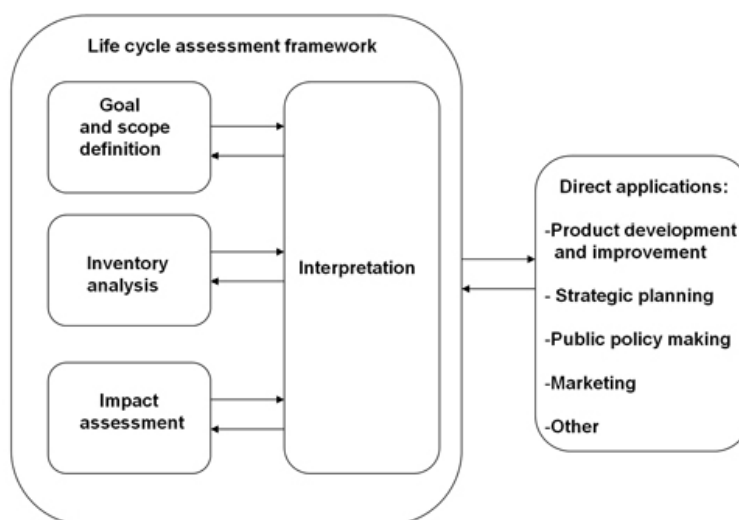 Life cycle assessment framework
Goal
and scope
definition
Inventory
analysis
Impact
assessment
Interpretation
Direct applications:
-Product development
and improvement
- Strategic planning
-Public policy making
-Marketing
-Other